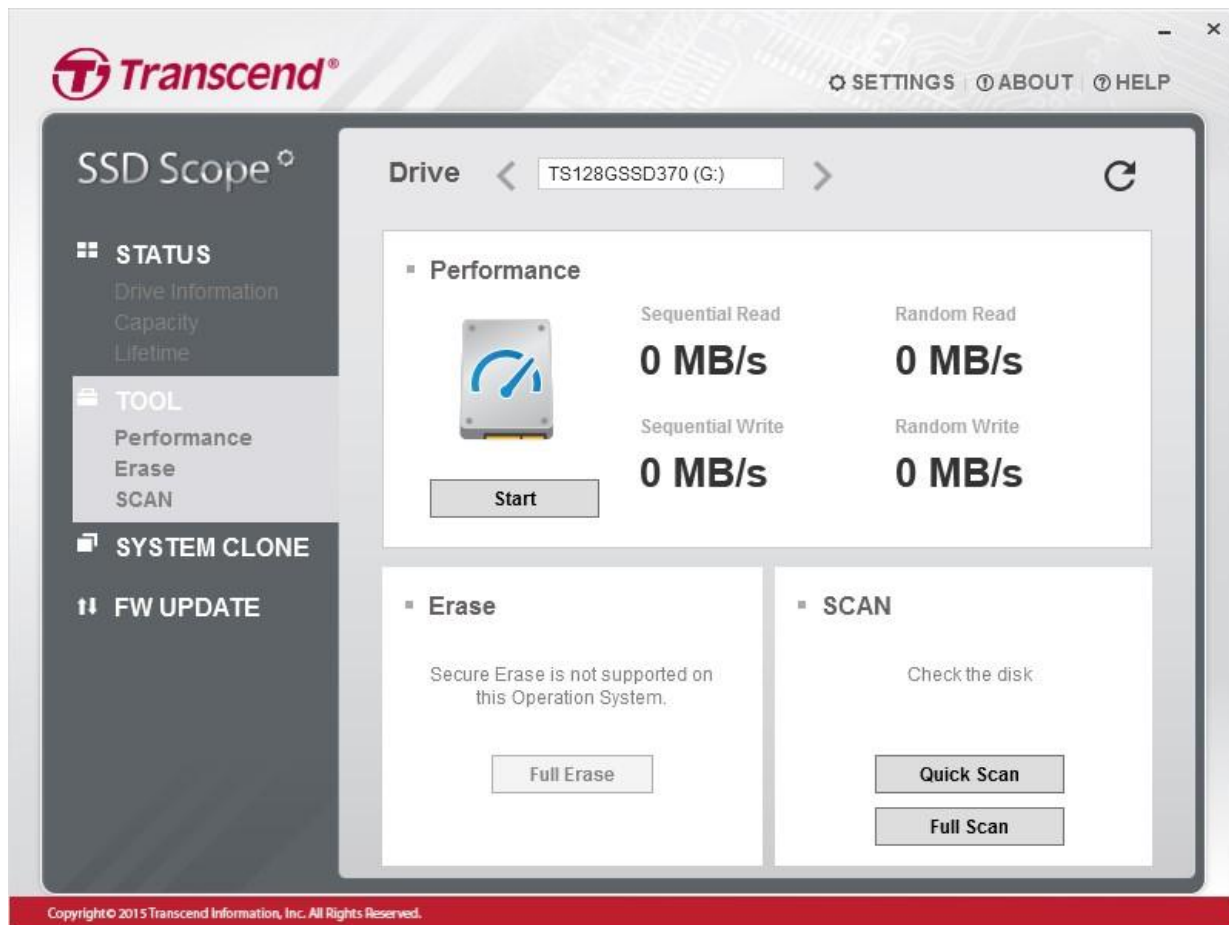 Transcend®
SETTINGS ABOUT HELP
SSD Scope
Drive TS128GSSD370 (G:)
STATUS
Drive Information
Capacity
Lifetime
TOOL
Performance
Erase
SCAN
SYSTEM CLONE
FW UPDATE
Performance
Sequential Read Random Read
0 MB/s 0 MB/s
Sequential Write Random Write
0 MB/s 0 MB/s
Start
Erase
Secure Erase is not supported on
this Operation System.
Full Erase
SCAN
Check the disk
Quick Scan
Full Scan
Copyright© 2015 Transcend Information, Inc. All Rights Reserved.